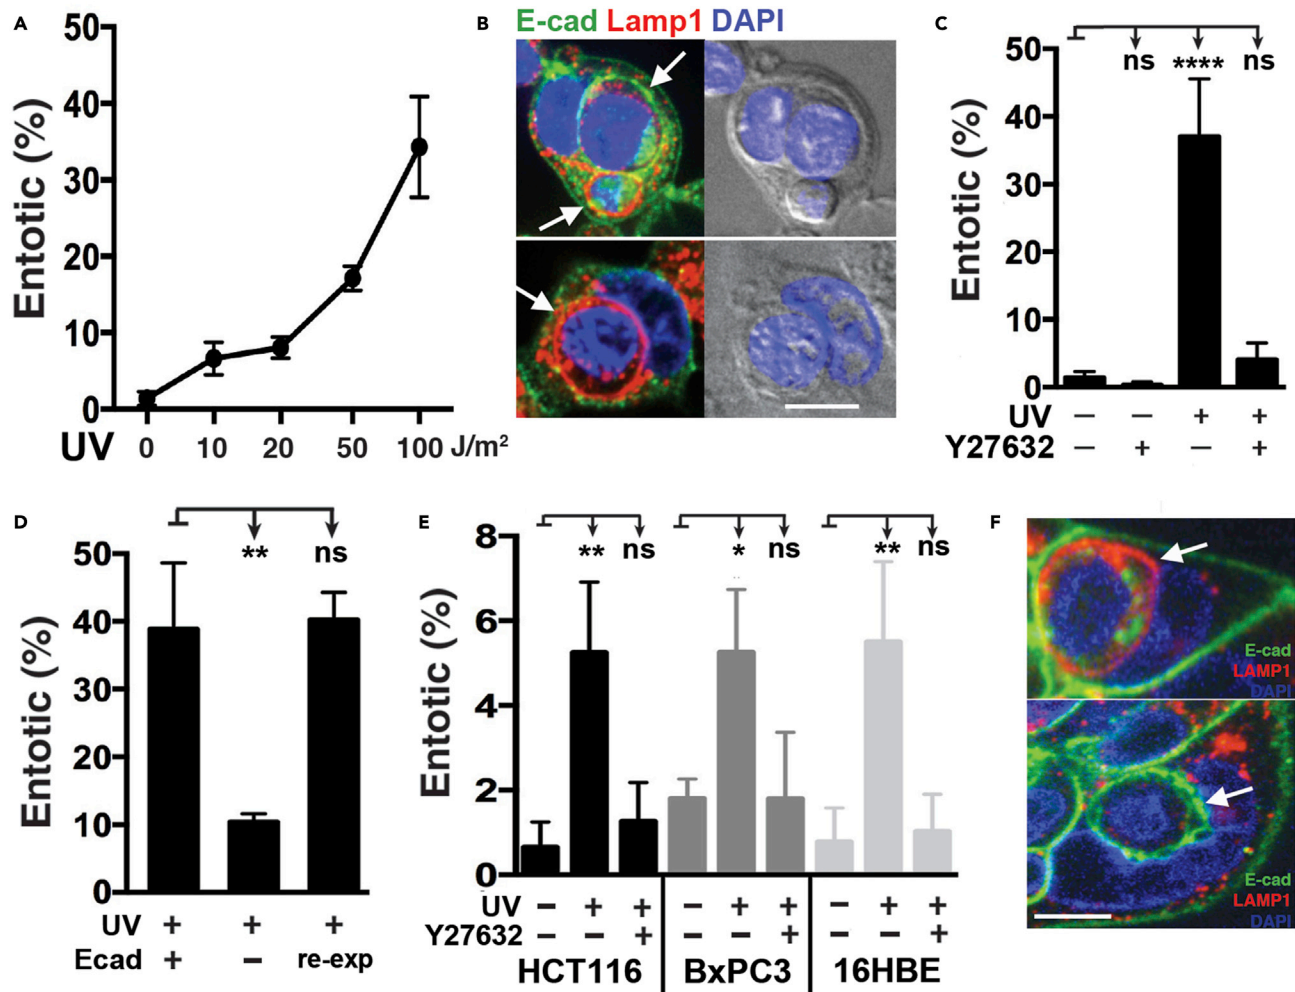 A
50
40
30
20
10
0
Entotic (%)
UV 0 10 20 50 100 J/m²
B
E-cad Lamp1 DAPI
C
ns **** ns
50
40
30
20
10
0
Entotic (%)
– – + + UV
– + – + Y27632
D
** ns
50
40
30
20
10
0
Entotic (%)
UV + + +
Ecad + – re-exp
E
** ns * ns ** ns
8
6
4
2
0
Entotic (%)
UV – + + – + + – + +
Y27632 – – + – – + – – +
HCT116 BxPC3 16HBE
F
E-cad
LAMP1
DAPI
E-cad
LAMP1
DAPI